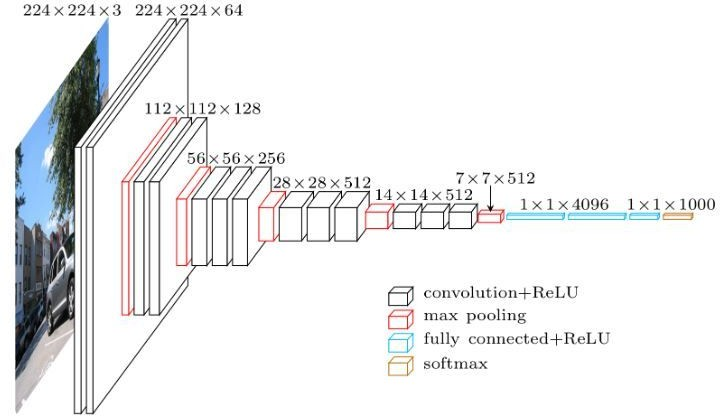 224×224×3 224×224×64
112×112×128
56×56×256
28×28×512
14×14×512
7×7×512
1×1×4096 1×1×1000
convolution+ReLU
max pooling
fully connected+ReLU
softmax